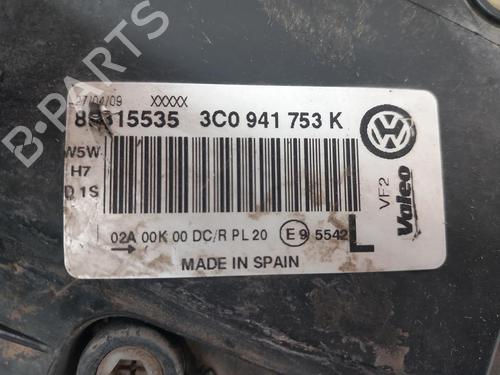 B-PARTS
27/04/09 XXXXX
89315535 3C0 941 753 K
W5W
H7
D1S
VF2
Valeo
02A 00K 00 DC/R PL 20 E9 5542
L
MADE IN SPAIN